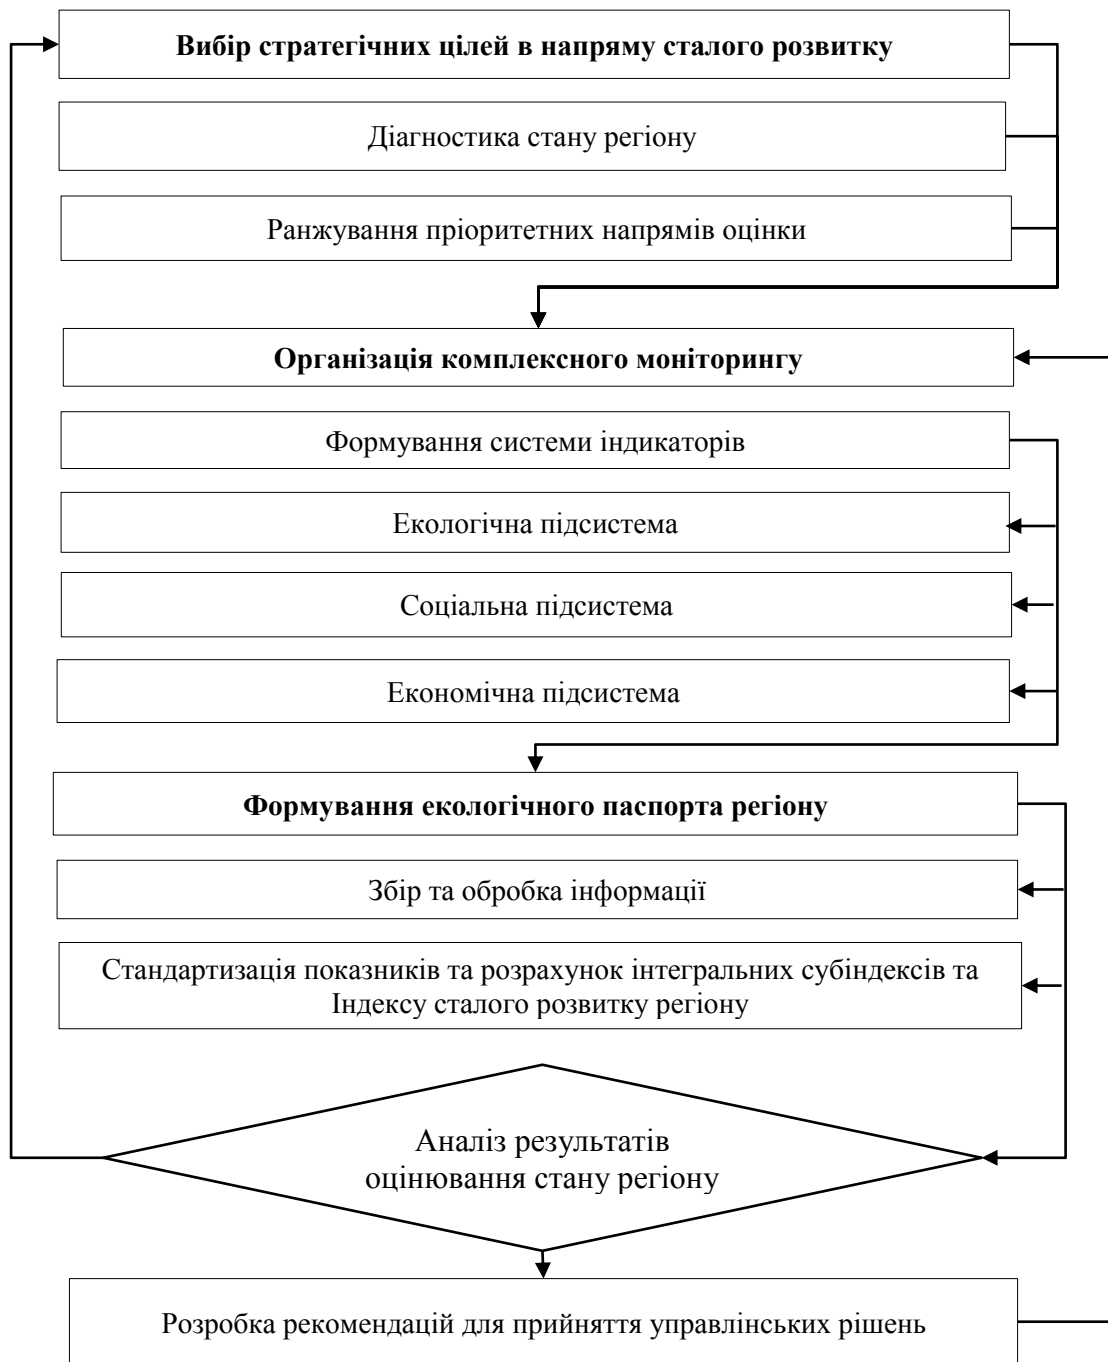 Вибір стратегічних цілей в напряму сталого розвитку
Діагностика стану регіону
Ранжування пріоритетних напрямів оцінки
Організація комплексного моніторингу
Формування системи індикаторів
Екологічна підсистема
Соціальна підсистема
Економічна підсистема
Формування екологічного паспорта регіону
Збір та обробка інформації
Стандартизація показників та розрахунок інтегральних субіндексів та
Індексу сталого розвитку регіону
Аналіз результатів
оцінювання стану регіону
Розробка рекомендацій для прийняття управлінських рішень